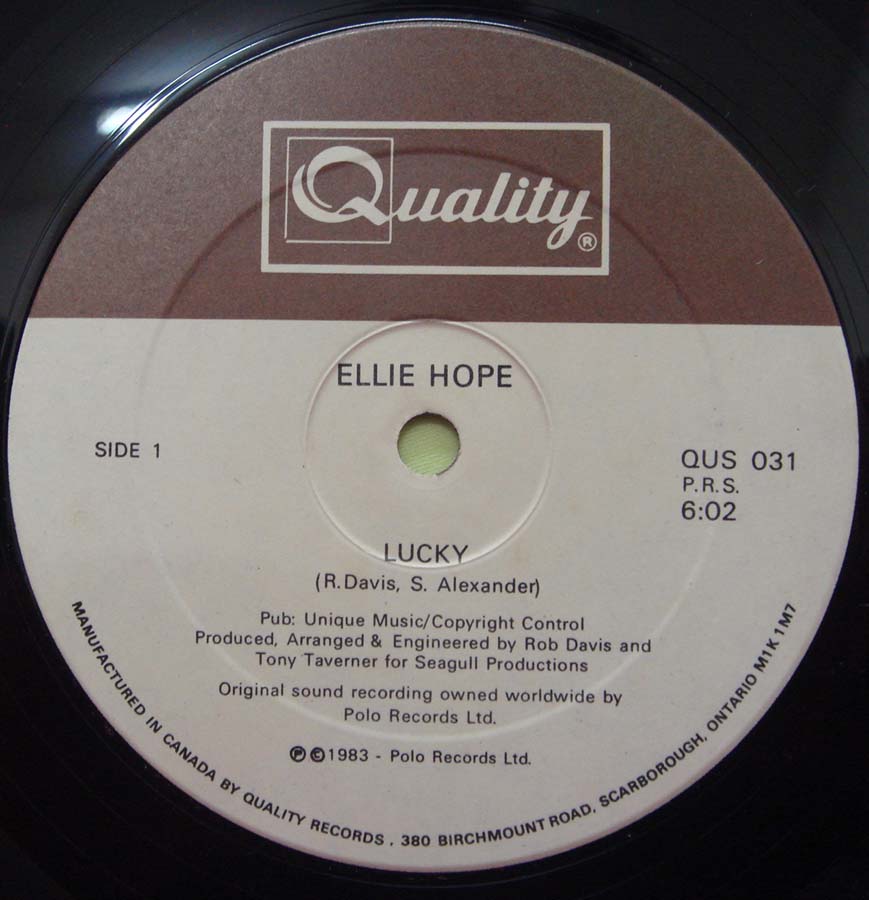 Quality®
ELLIE HOPE
SIDE 1
QUS 031
P.R.S.
6:02
LUCKY
(R.Davis, S. Alexander)
Pub: Unique Music/Copyright Control
Produced, Arranged & Engineered by Rob Davis and
Tony Taverner for Seagull Productions
Original sound recording owned worldwide by
Polo Records Ltd.
℗©1983 - Polo Records Ltd.
MANUFACTURED IN CANADA BY QUALITY RECORDS . 380 BIRCHMOUNT ROAD, SCARBOROUGH, ONTARIO M1K 1M7